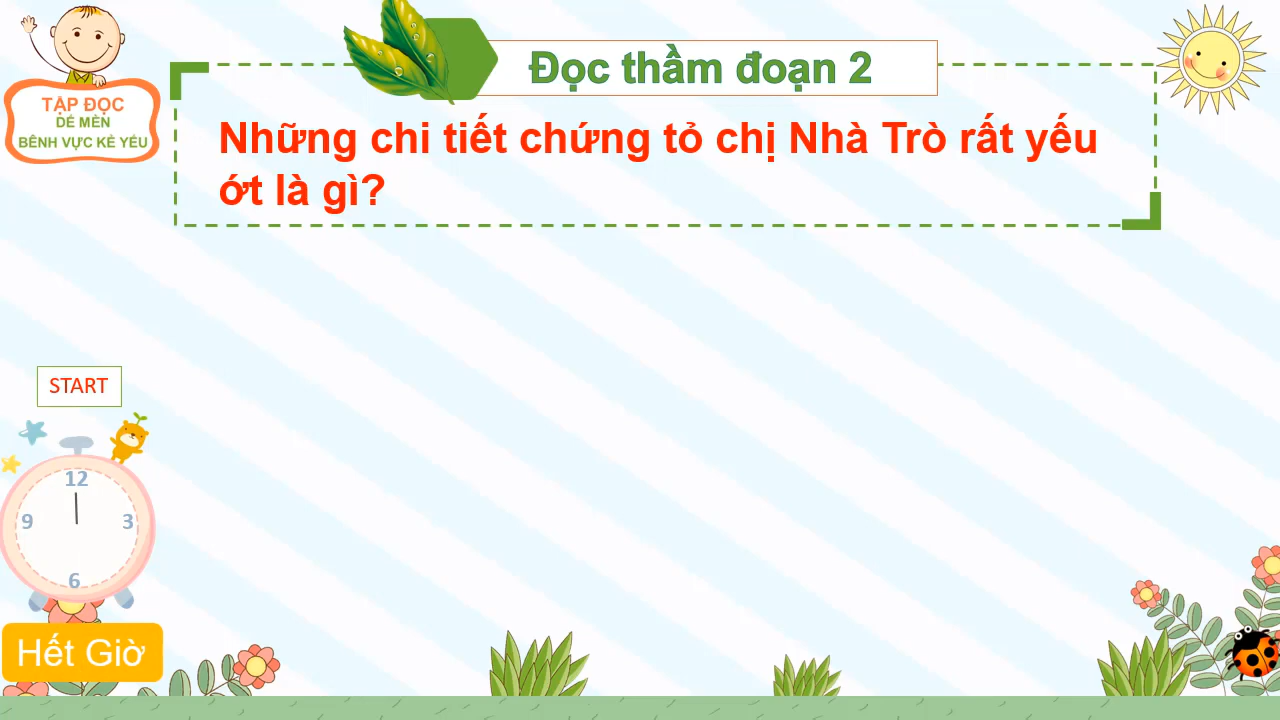 TẬP ĐỌC
DẾ MÈN
BÊNH VỰC KẺ YẾU
Đọc thầm đoạn 2
Những chi tiết chứng tỏ chị Nhà Trò rất yếu
ớt là gì?
START
12
9
3
6
Hết Giờ